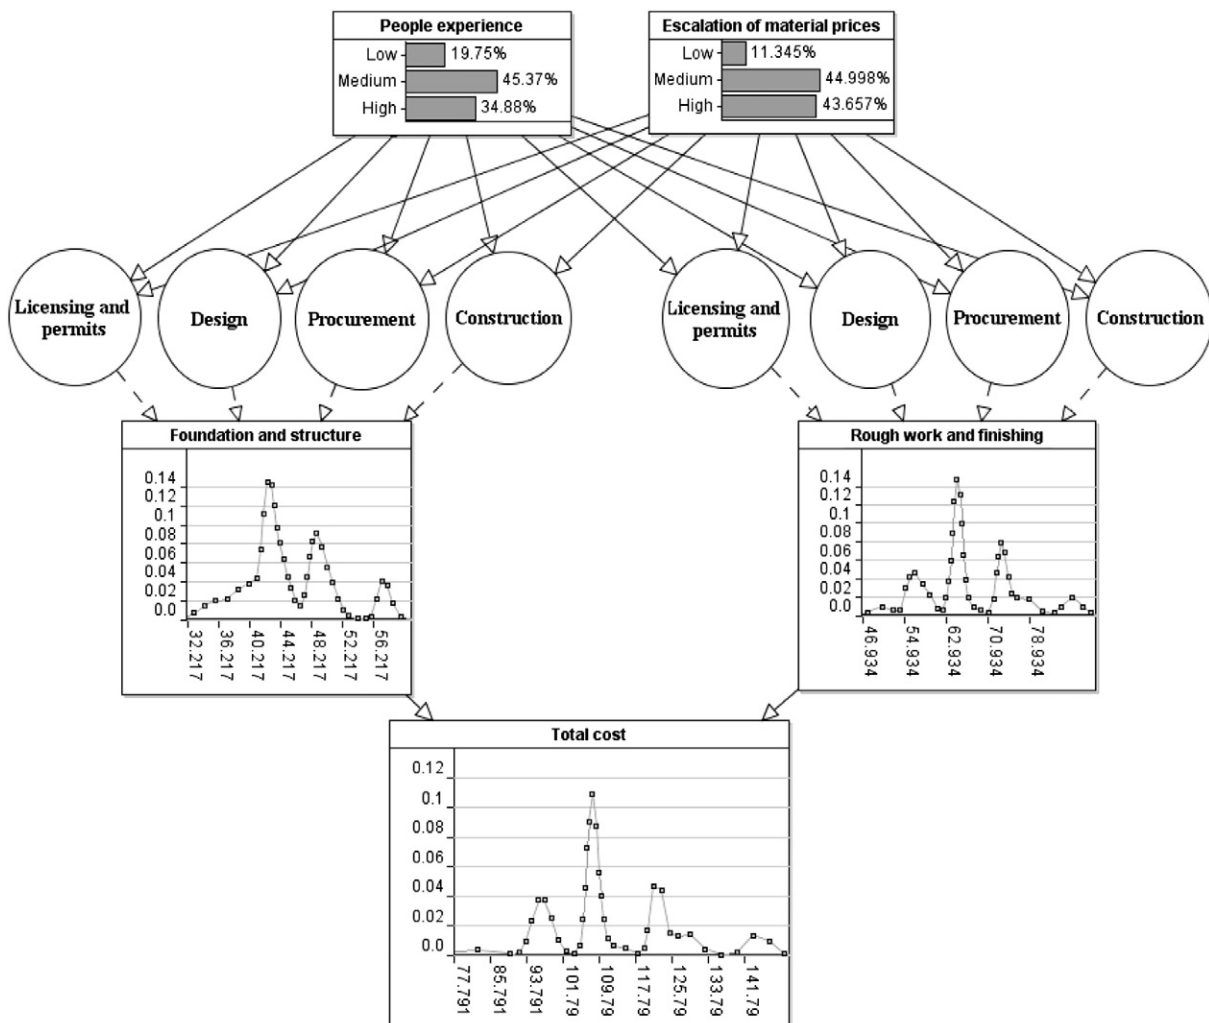 People experience
Low 19.75%
Medium 45.37%
High 34.88%
Escalation of material prices
Low 11.345%
Medium 44.998%
High 43.657%
Licensing and
permits
Design
Procurement
Construction
Licensing and
permits
Design
Procurement
Construction
Foundation and structure
0.14
0.12
0.1
0.08
0.06
0.04
0.02
0.0
32.217
36.217
40.217
44.217
48.217
52.217
56.217
Rough work and finishing
0.14
0.12
0.1
0.08
0.06
0.04
0.02
0.0
46.934
54.934
62.934
70.934
78.934
Total cost
0.12
0.1
0.08
0.06
0.04
0.02
0.0
77.791
85.791
93.791
101.79
109.79
117.79
125.79
133.79
141.79